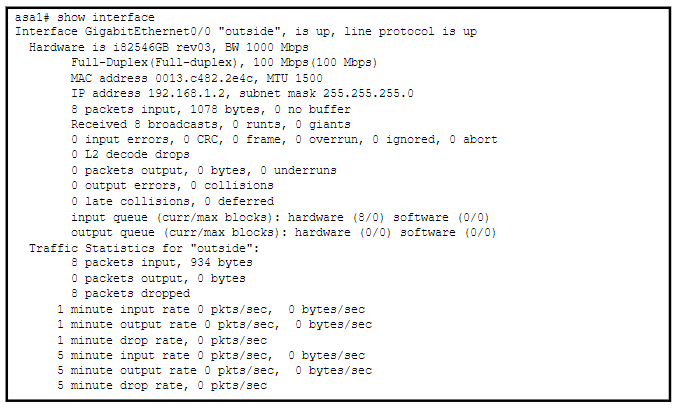 asa1# show interface
Interface GigabitEthernet0/0 "outside", is up, line protocol is up
Hardware is i82546GB rev03, BW 1000 Mbps
Full-Duplex(Full-duplex), 100 Mbps(100 Mbps)
MAC address 0013.c482.2e4c, MTU 1500
IP address 192.168.1.2, subnet mask 255.255.255.0
8 packets input, 1078 bytes, 0 no buffer
Received 8 broadcasts, 0 runts, 0 giants
0 input errors, 0 CRC, 0 frame, 0 overrun, 0 ignored, 0 abort
0 L2 decode drops
0 packets output, 0 bytes, 0 underruns
0 output errors, 0 collisions
0 late collisions, 0 deferred
input queue (curr/max blocks): hardware (8/0) software (0/0)
output queue (curr/max blocks): hardware (0/0) software (0/0)
Traffic Statistics for "outside":
8 packets input, 934 bytes
0 packets output, 0 bytes
8 packets dropped
1 minute input rate 0 pkts/sec, 0 bytes/sec
1 minute output rate 0 pkts/sec, 0 bytes/sec
1 minute drop rate, 0 pkts/sec
5 minute input rate 0 pkts/sec, 0 bytes/sec
5 minute output rate 0 pkts/sec, 0 bytes/sec
5 minute drop rate, 0 pkts/sec